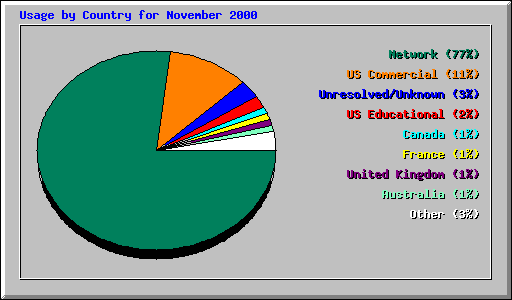 Usage by Country for November 2000
Network (77%)
US Commercial (11%)
Unresolved/Unknown (3%)
US Educational (2%)
Canada (1%)
France (1%)
United Kingdom (1%)
Australia (1%)
Other (3%)